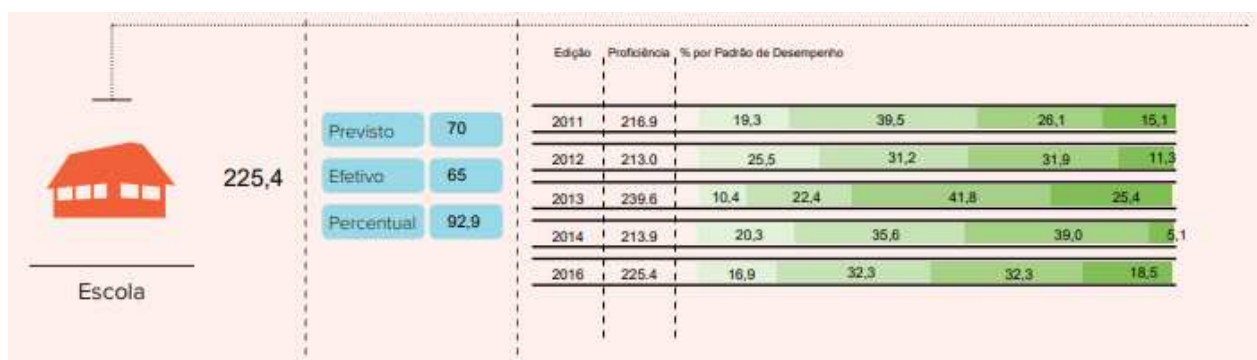 Edição Proficiência % por Padrão de Desempenho
225,4
Escola
Previsto 70
Efetivo 65
Percentual 92,9
2011 216.9 19,3 39,5 26,1 15,1
2012 213.0 25,5 31,2 31,9 11,3
2013 239.6 10,4 22,4 41,8 25,4
2014 213.9 20,3 35,6 39,0 5,1
2016 225.4 16,9 32,3 32,3 18,5